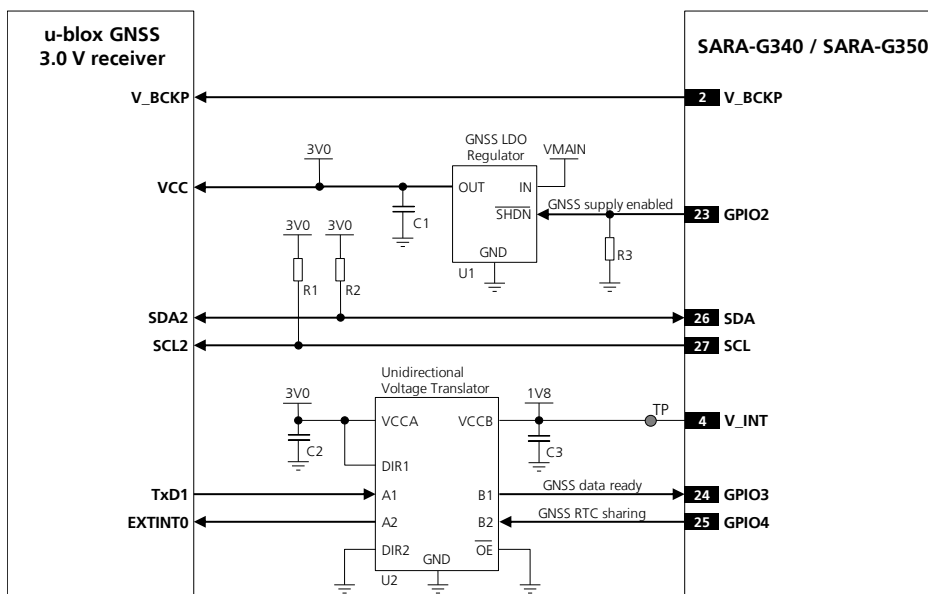 u-blox GNSS
3.0 V receiver
SARA-G340 / SARA-G350
V_BCKP
2 V_BCKP
GNSS LDO
Regulator
VMAIN
3V0
VCC
OUT
IN
SHDN
GNSS supply enabled
23 GPIO2
C1
GND
U1
R3
3V0
3V0
R1
R2
SDA2
26 SDA
SCL2
27 SCL
Unidirectional
Voltage Translator
3V0
1V8
TP
VCCA
VCCB
4 V_INT
C2
C3
DIR1
TxD1
A1
B1
GNSS data ready
24 GPIO3
EXTINT0
A2
B2
GNSS RTC sharing
25 GPIO4
DIR2
OE
GND
U2